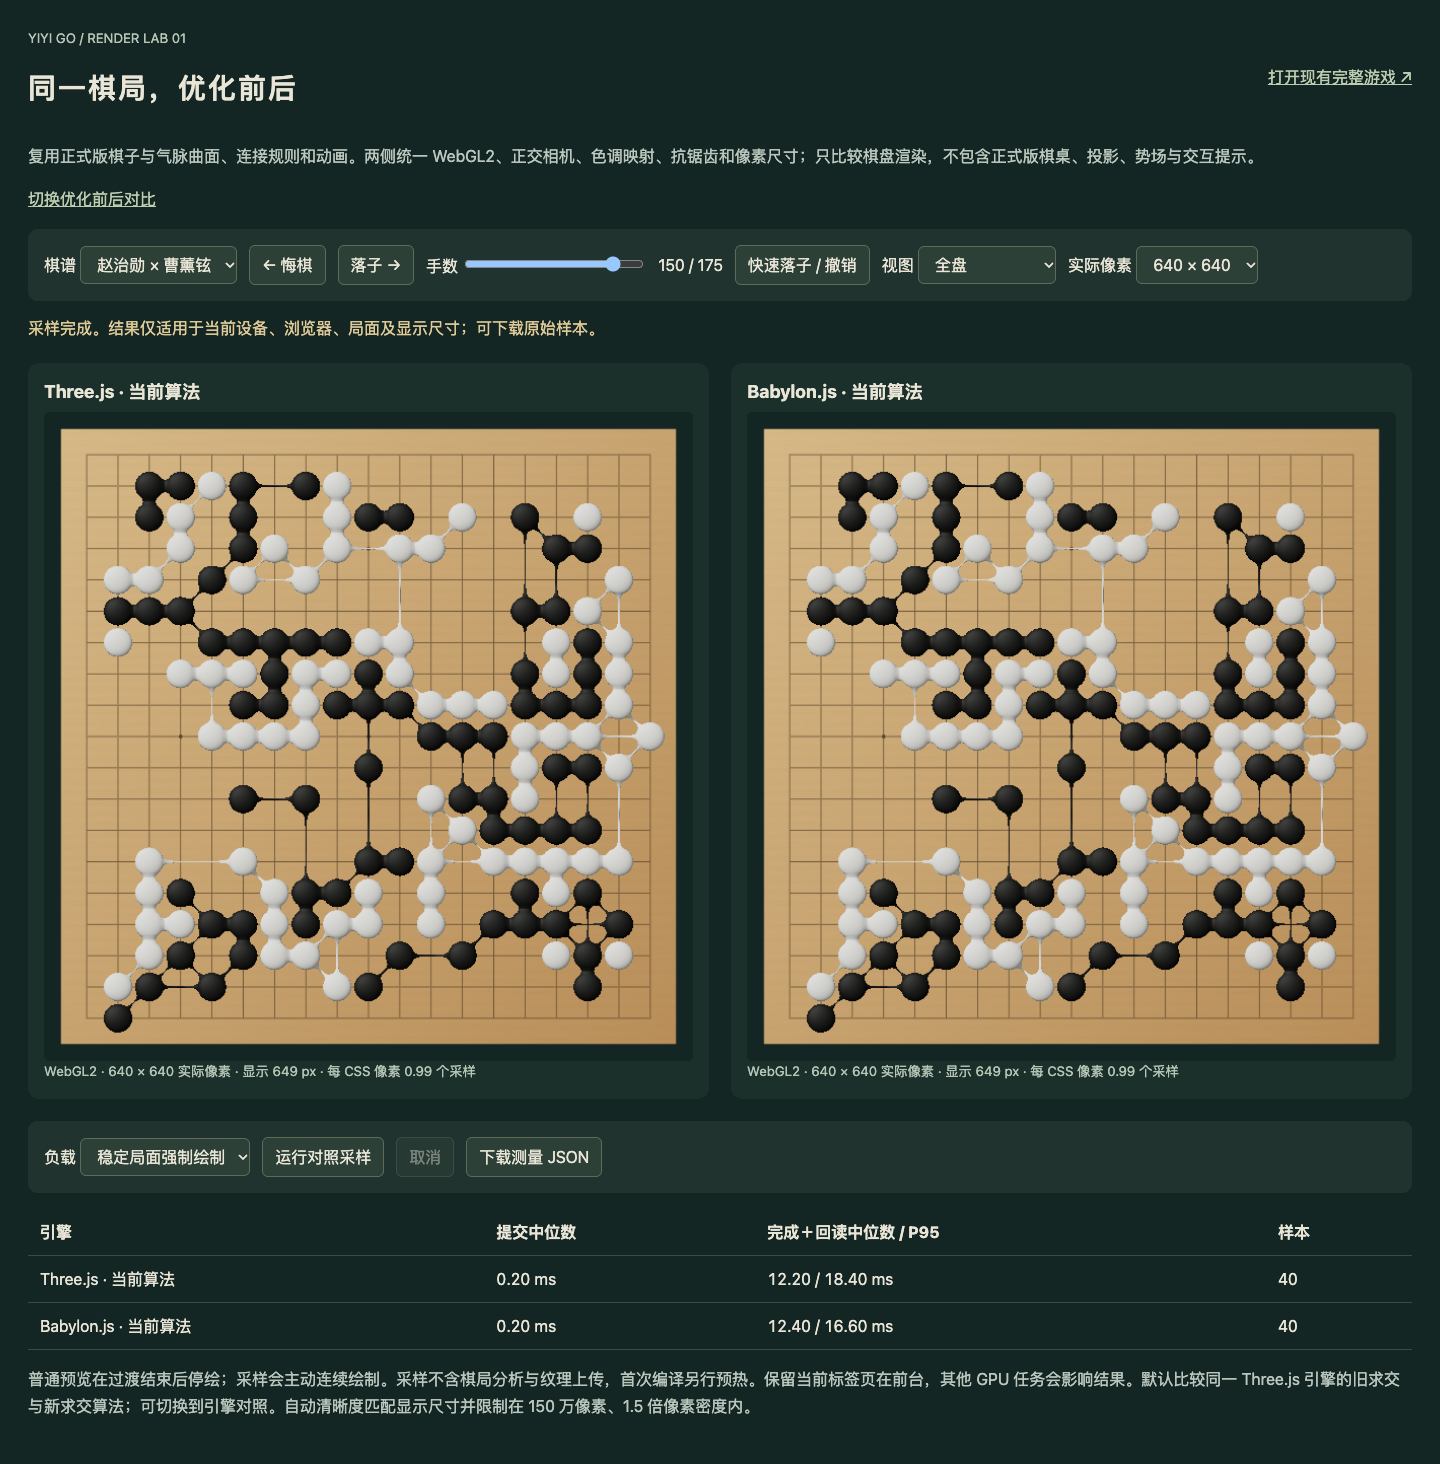 YIYI GO / RENDER LAB 01
同一棋局，优化前后
打开现有完整游戏 ↗
复用正式版棋子与气脉曲面、连接规则和动画。两侧统一 WebGL2、正交相机、色调映射、抗锯齿和像素尺寸；只比较棋盘渲染，不包含正式版棋桌、投影、势场与交互提示。
切换优化前后对比
棋谱 赵治勋 × 曹薰铉 ← 悔棋 落子 → 手数 150 / 175 快速落子 / 撤销 视图 全盘 实际像素 640 × 640
采样完成。结果仅适用于当前设备、浏览器、局面及显示尺寸；可下载原始样本。
Three.js · 当前算法
WebGL2 · 640 × 640 实际像素 · 显示 649 px · 每 CSS 像素 0.99 个采样
Babylon.js · 当前算法
WebGL2 · 640 × 640 实际像素 · 显示 649 px · 每 CSS 像素 0.99 个采样
负载 稳定局面强制绘制 运行对照采样 取消 下载测量 JSON
引擎 提交中位数 完成＋回读中位数 / P95 样本
Three.js · 当前算法 0.20 ms 12.20 / 18.40 ms 40
Babylon.js · 当前算法 0.20 ms 12.40 / 16.60 ms 40
普通预览在过渡结束后停绘；采样会主动连续绘制。采样不含棋局分析与纹理上传，首次编译另行预热。保留当前标签页在前台，其他 GPU 任务会影响结果。默认比较同一 Three.js 引擎的旧求交
与新求交算法；可切换到引擎对照。自动清晰度匹配显示尺寸并限制在 150 万像素、1.5 倍像素密度内。